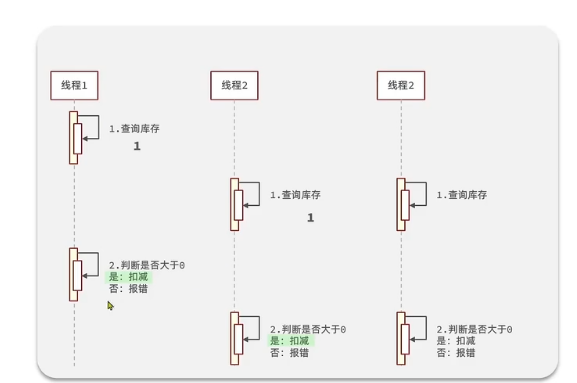 线程1
线程2
线程2
1.查询库存
1
1.查询库存
1
1.查询库存
2.判断是否大于0
是：扣减
否：报错
2.判断是否大于0
是：扣减
否：报错
2.判断是否大于0
是：扣减
否：报错